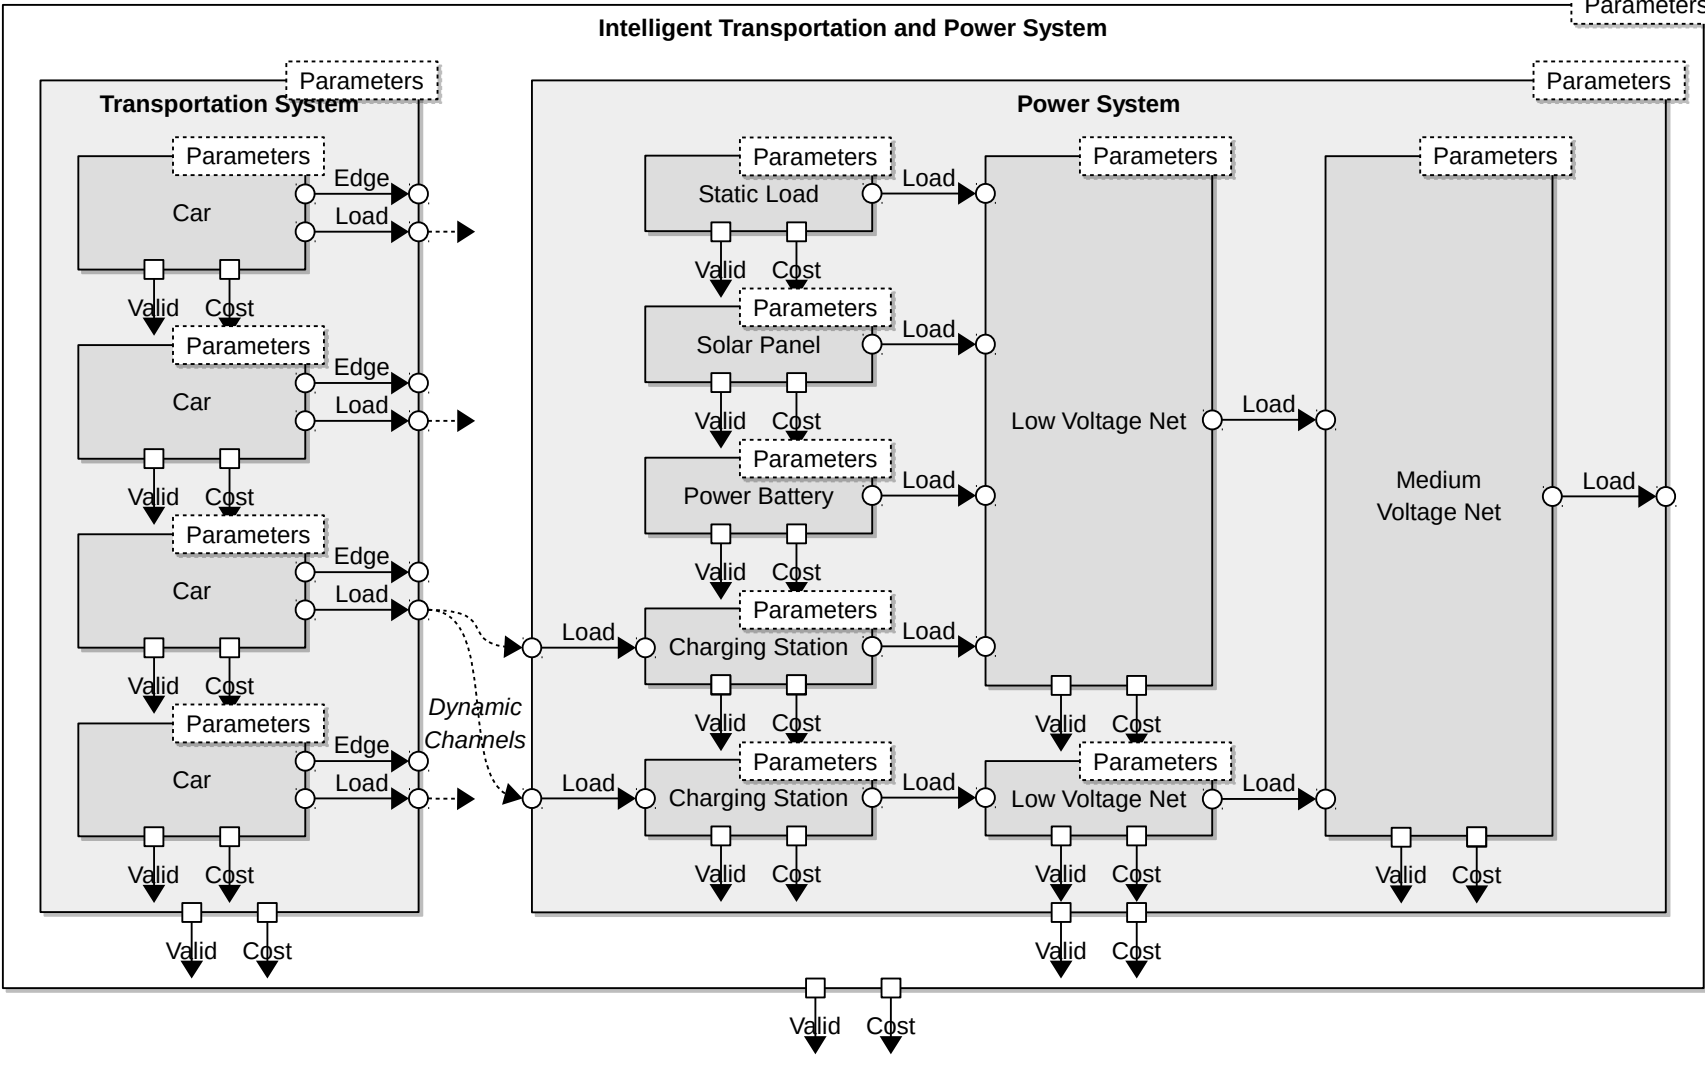 Parameters
Intelligent Transportation and Power System
Parameters
Transportation System
Parameters
Car
Edge
Load
Valid
Cost
Parameters
Car
Edge
Load
Valid
Cost
Parameters
Car
Edge
Load
Valid
Cost
Parameters
Car
Edge
Load
Valid
Cost
Valid
Cost
Dynamic
Channels
Parameters
Power System
Parameters
Static Load
Load
Valid
Cost
Parameters
Solar Panel
Load
Valid
Cost
Parameters
Power Battery
Load
Valid
Cost
Load
Parameters
Charging Station
Load
Valid
Cost
Load
Parameters
Charging Station
Load
Valid
Cost
Parameters
Low Voltage Net
Load
Valid
Cost
Parameters
Low Voltage Net
Load
Valid
Cost
Parameters
Medium
Voltage Net
Load
Valid
Cost
Valid
Cost
Valid
Cost